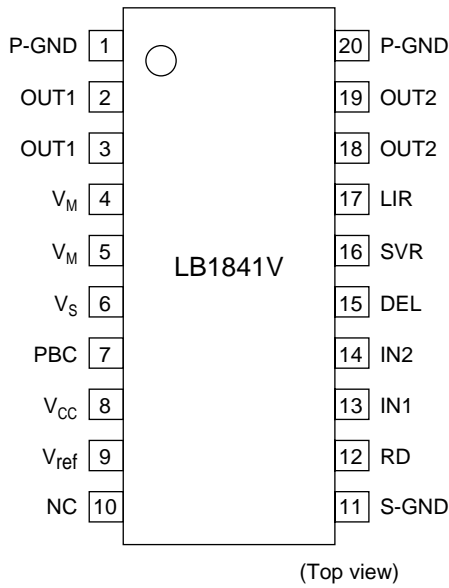 P-GND 1 20 P-GND
OUT1 2 19 OUT2
OUT1 3 18 OUT2
VM 4 17 LIR
VM 5 16 SVR
LB1841V
VS 6 15 DEL
PBC 7 14 IN2
VCC 8 13 IN1
Vref 9 12 RD
NC 10 11 S-GND
(Top view)